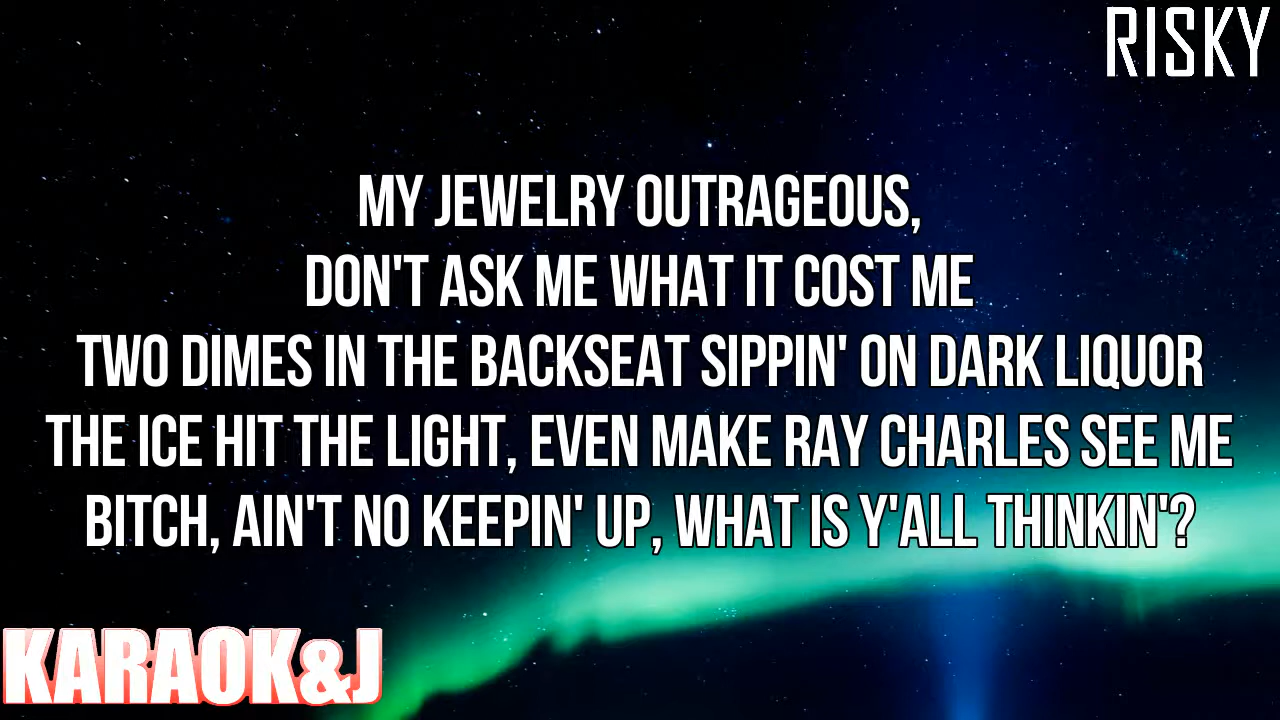 RISKY
MY JEWELRY OUTRAGEOUS,
DON'T ASK ME WHAT IT COST ME
TWO DIMES IN THE BACKSEAT SIPPIN' ON DARK LIQUOR
THE ICE HIT THE LIGHT, EVEN MAKE RAY CHARLES SEE ME
BITCH, AIN'T NO KEEPIN' UP, WHAT IS Y'ALL THINKIN'?
KARAOK&J